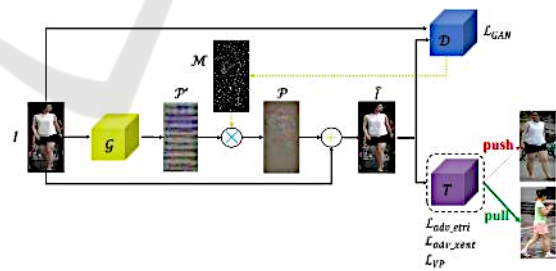 D
ℒ_GAN
ℳ
𝒫′
𝒫
Î
I
G
push
T
pull
ℒ_adv_etri
ℒ_adv_xent
ℒ_VP